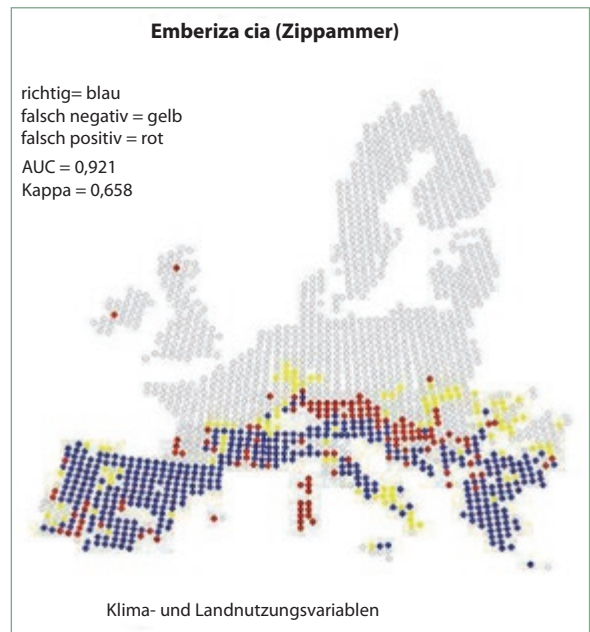 Emberiza cia (Zippammer)
richtig= blau
falsch negativ = gelb
falsch positiv = rot
AUC = 0,921
Kappa = 0,658
Klima- und Landnutzungsvariablen